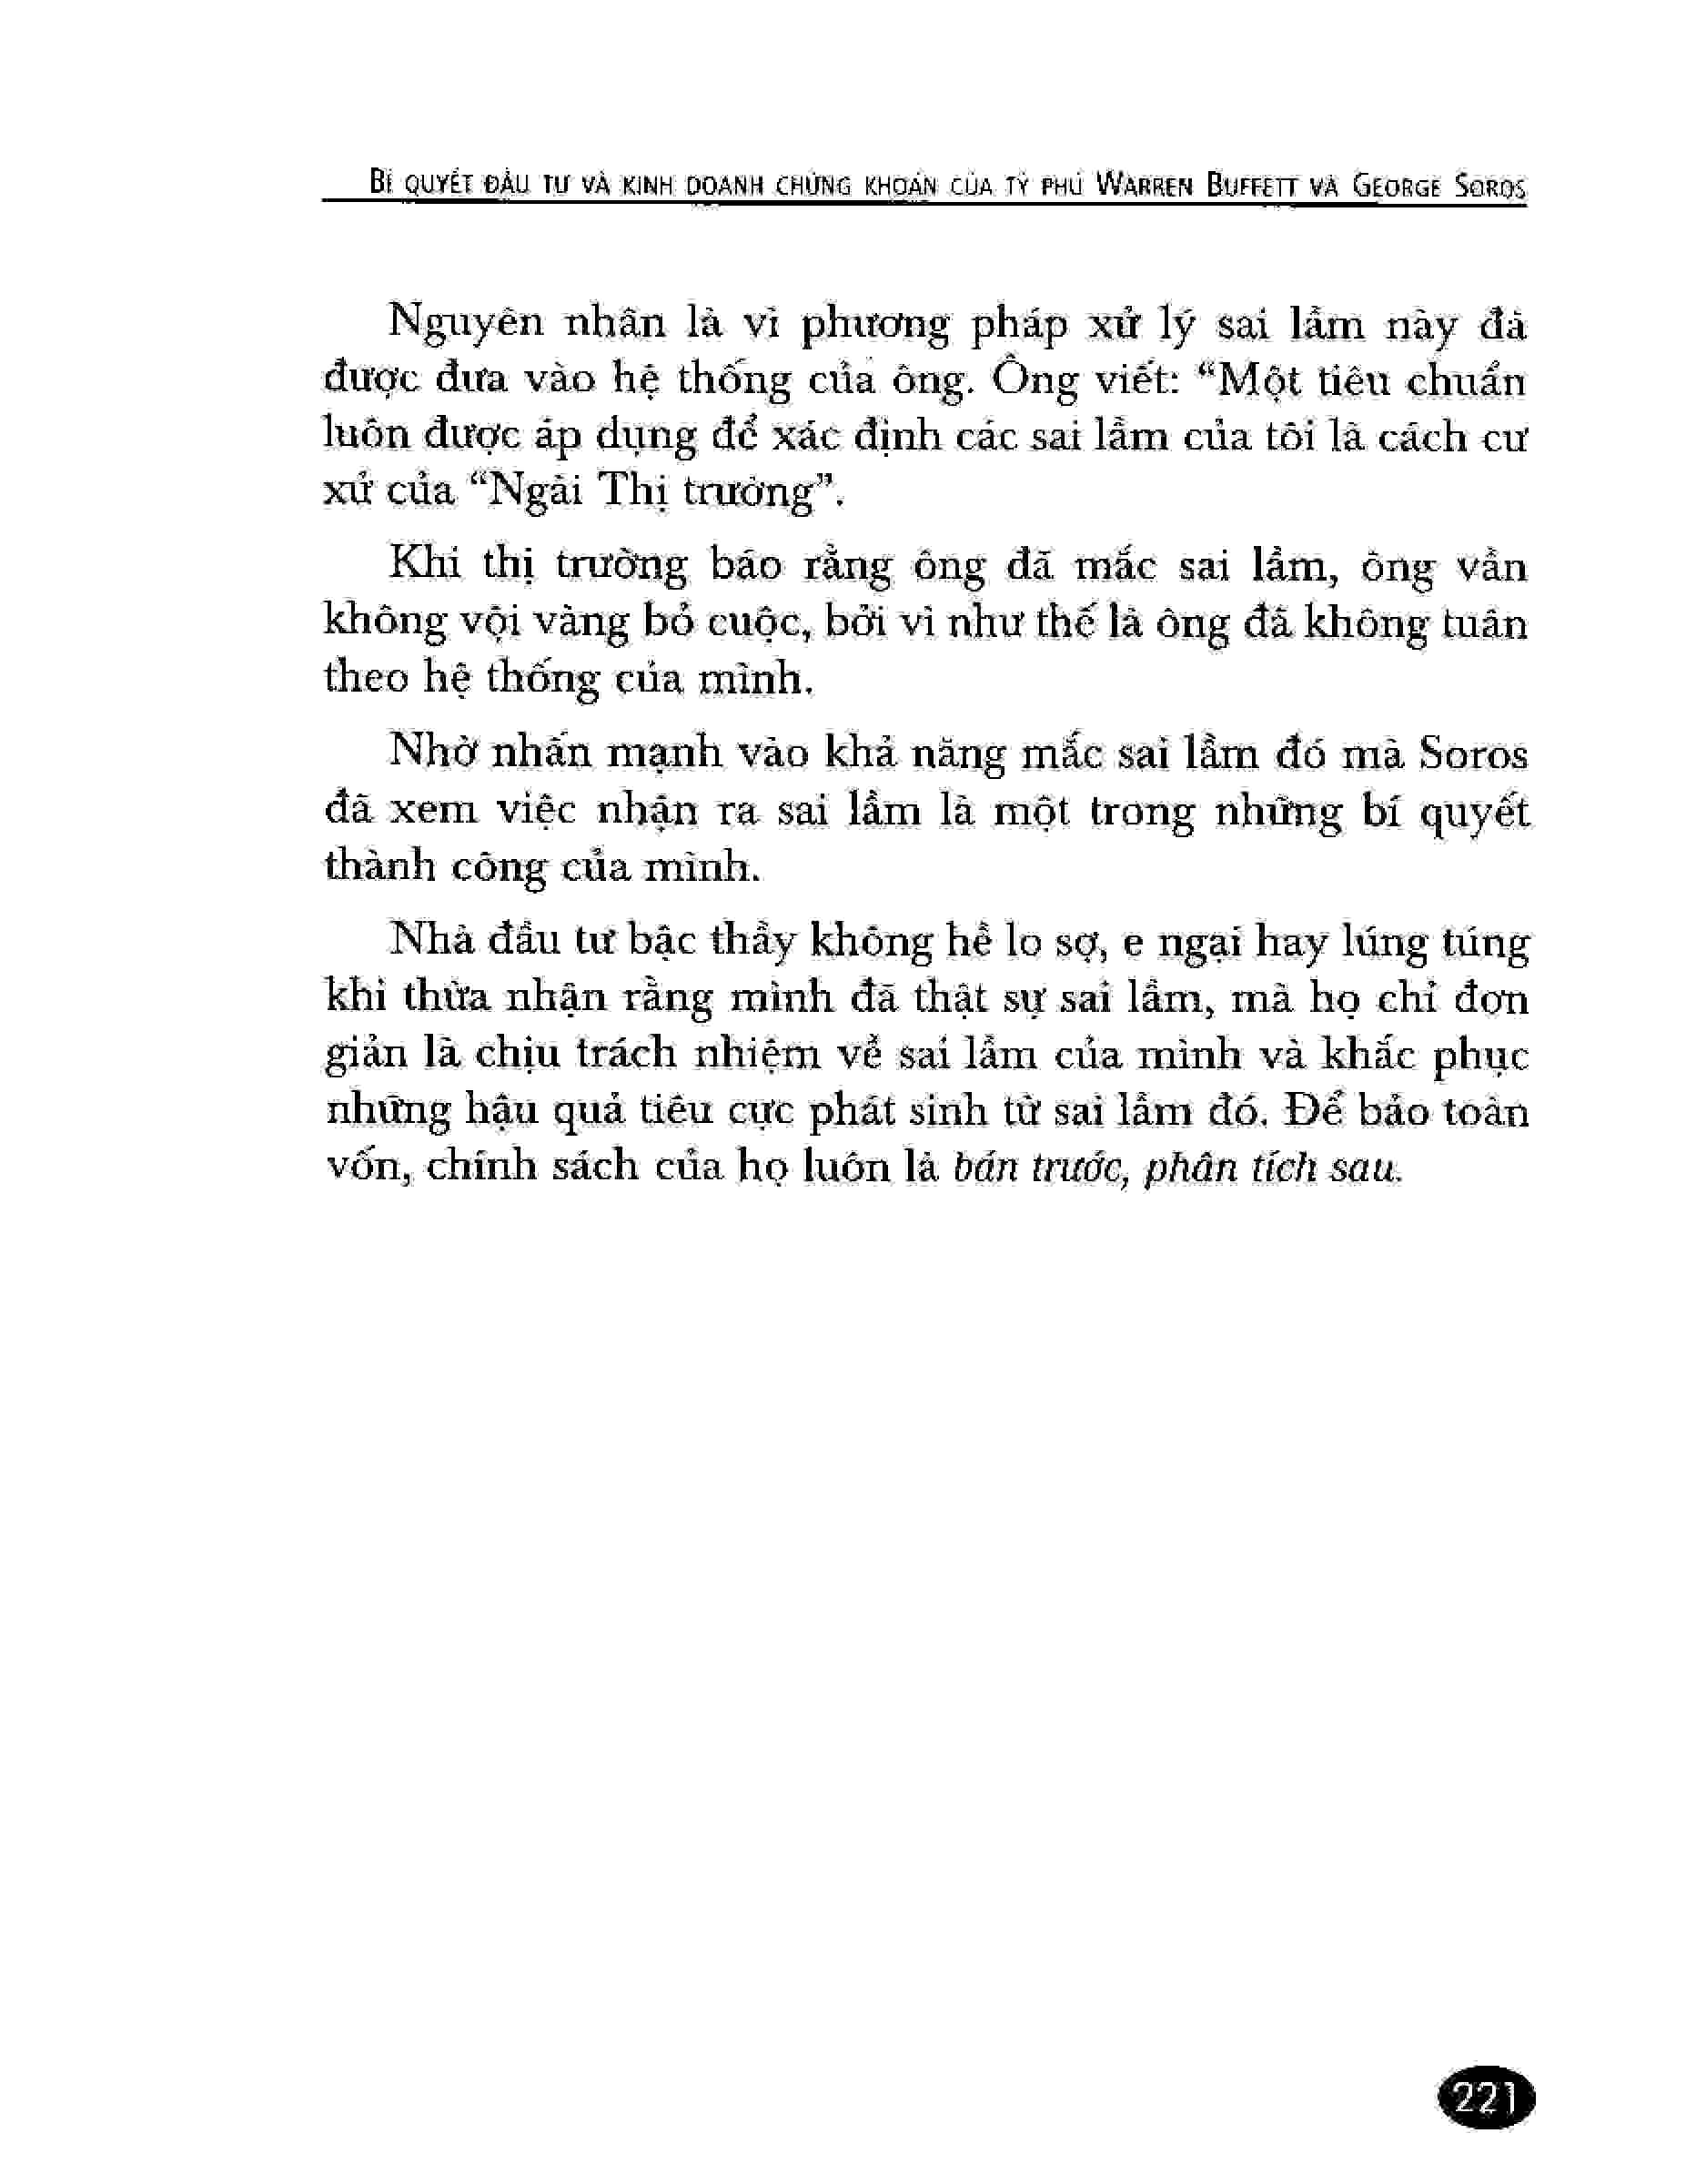 BÍ QUYẾT ĐẦU TƯ VÀ KINH DOANH CHỨNG KHOÁN CỦA TỶ PHÚ WARREN BUFFETT VÀ GEORGE SOROS
Nguyên nhân là vì phương pháp xử lý sai lầm này đã
được đưa vào hệ thống của ông. Ông viết: “Một tiêu chuẩn
luôn được áp dụng để xác định các sai lầm của tôi là cách cư
xử của “Ngài Thị trường”.
Khi thị trường báo rằng ông đã mắc sai lầm, ông vẫn
không vội vàng bỏ cuộc, bởi vì như thế là ông đã không tuân
theo hệ thống của mình.
Nhờ nhấn mạnh vào khả năng mắc sai lầm đó mà Soros
đã xem việc nhận ra sai lầm là một trong những bí quyết
thành công của mình.
Nhà đầu tư bậc thầy không hề lo sợ, e ngại hay lúng túng
khi thừa nhận rằng mình đã thật sự sai lầm, mà họ chỉ đơn
giản là chịu trách nhiệm về sai lầm của mình và khắc phục
những hậu quả tiêu cực phát sinh từ sai lầm đó. Để bảo toàn
vốn, chính sách của họ luôn là bán trước, phân tích sau.
221